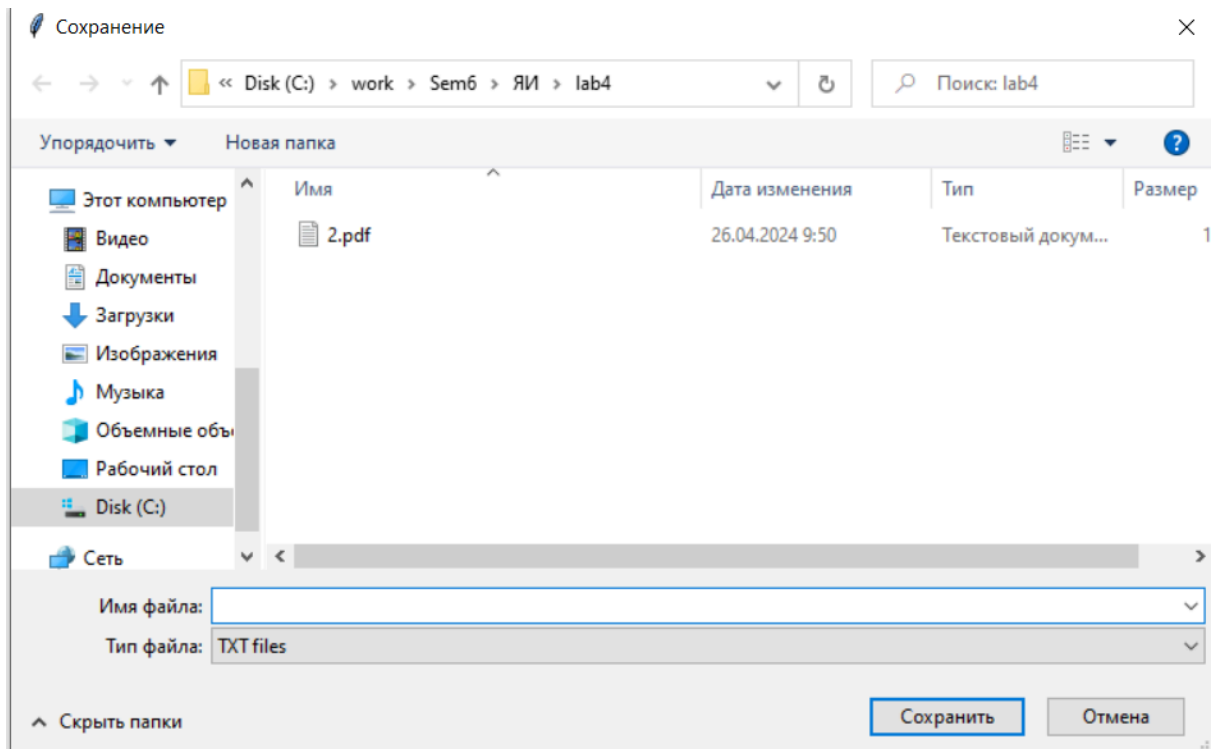 Сохранение
« Disk (C:) › work › Sem6 › ЯИ › lab4
Поиск: lab4
Упорядочить
Новая папка
?
Этот компьютер
Видео
Документы
Загрузки
Изображения
Музыка
Объемные объ
Рабочий стол
Disk (C:)
Сеть
Имя Дата изменения Тип Размер
2.pdf 26.04.2024 9:50 Текстовый докум... 1
Имя файла:
Тип файла: TXT files
Скрыть папки
Сохранить Отмена